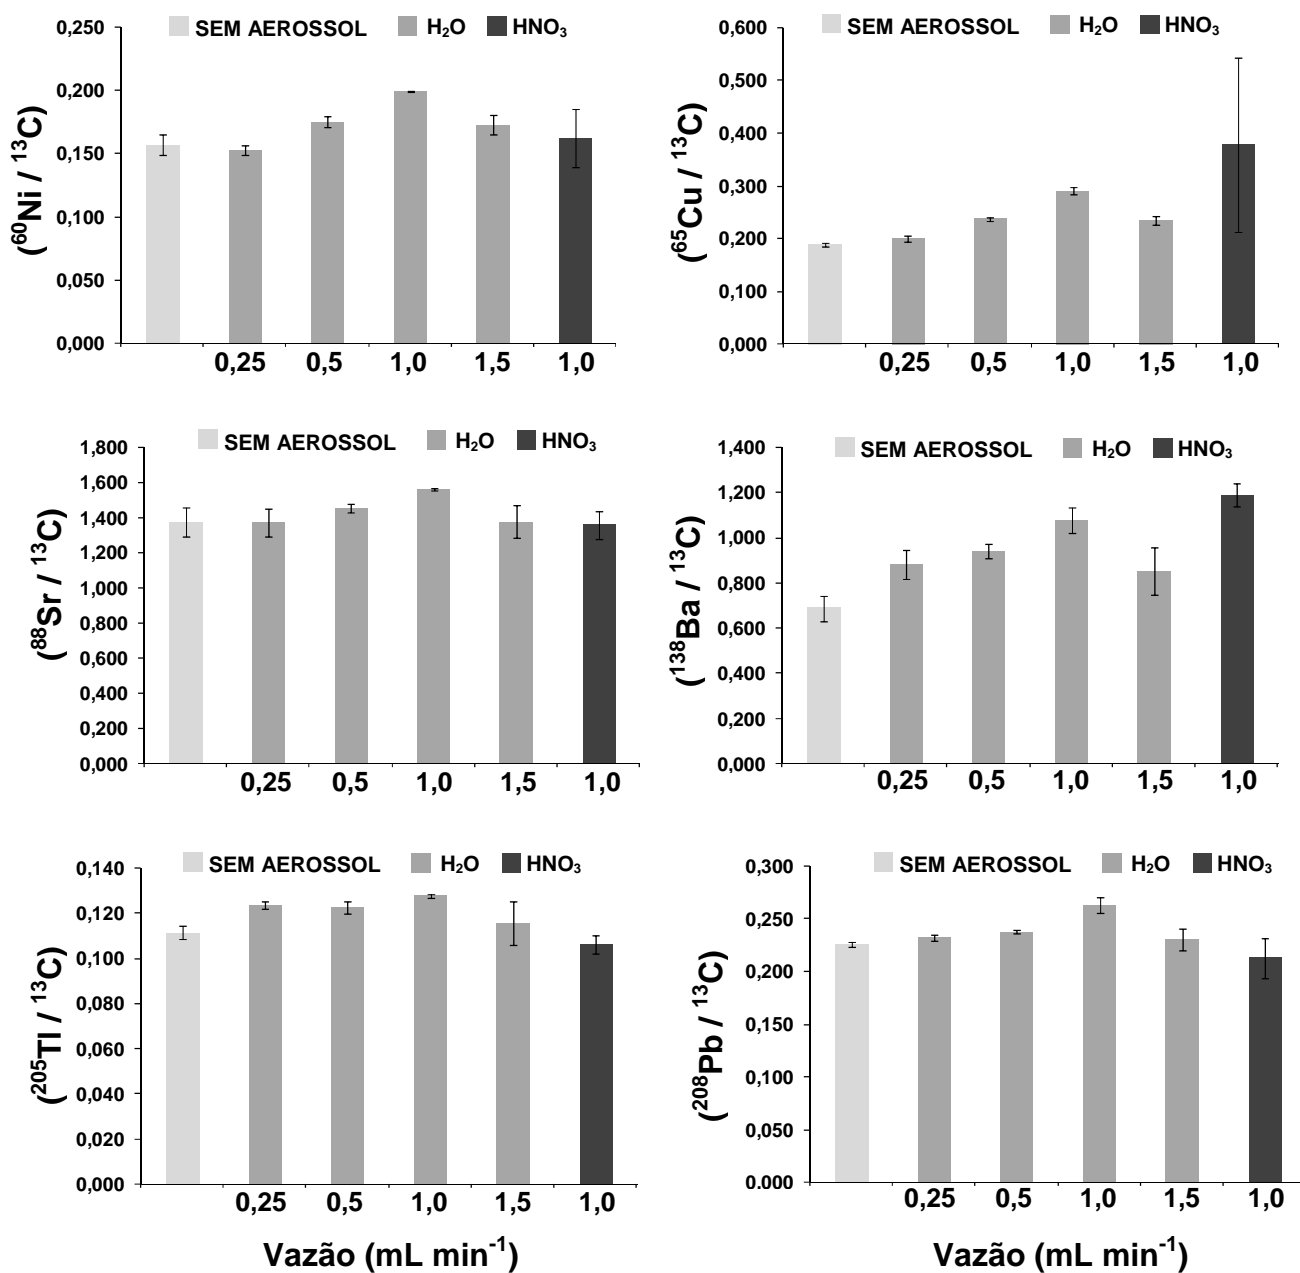 SEM AEROSSOL H₂O HNO₃
(⁶⁰Ni / ¹³C)
0,250
0,200
0,150
0,100
0,050
0,000
0,25 0,5 1,0 1,5 1,0
SEM AEROSSOL H₂O HNO₃
(⁶⁵Cu / ¹³C)
0,600
0,500
0,400
0,300
0,200
0,100
0,000
0,25 0,5 1,0 1,5 1,0
SEM AEROSSOL H₂O HNO₃
(⁸⁸Sr / ¹³C)
1,800
1,600
1,400
1,200
1,000
0,800
0,600
0,400
0,200
0,000
0,25 0,5 1,0 1,5 1,0
SEM AEROSSOL H₂O HNO₃
(¹³⁸Ba / ¹³C)
1,400
1,200
1,000
0,800
0,600
0,400
0,200
0,000
0,25 0,5 1,0 1,5 1,0
SEM AEROSSOL H₂O HNO₃
(²⁰⁵Tl / ¹³C)
0,140
0,120
0,100
0,080
0,060
0,040
0,020
0,000
0,25 0,5 1,0 1,5 1,0
Vazão (mL min⁻¹)
SEM AEROSSOL H₂O HNO₃
(²⁰⁸Pb / ¹³C)
0,300
0,250
0,200
0,150
0,100
0,050
0.000
0,25 0,5 1,0 1,5 1,0
Vazão (mL min⁻¹)